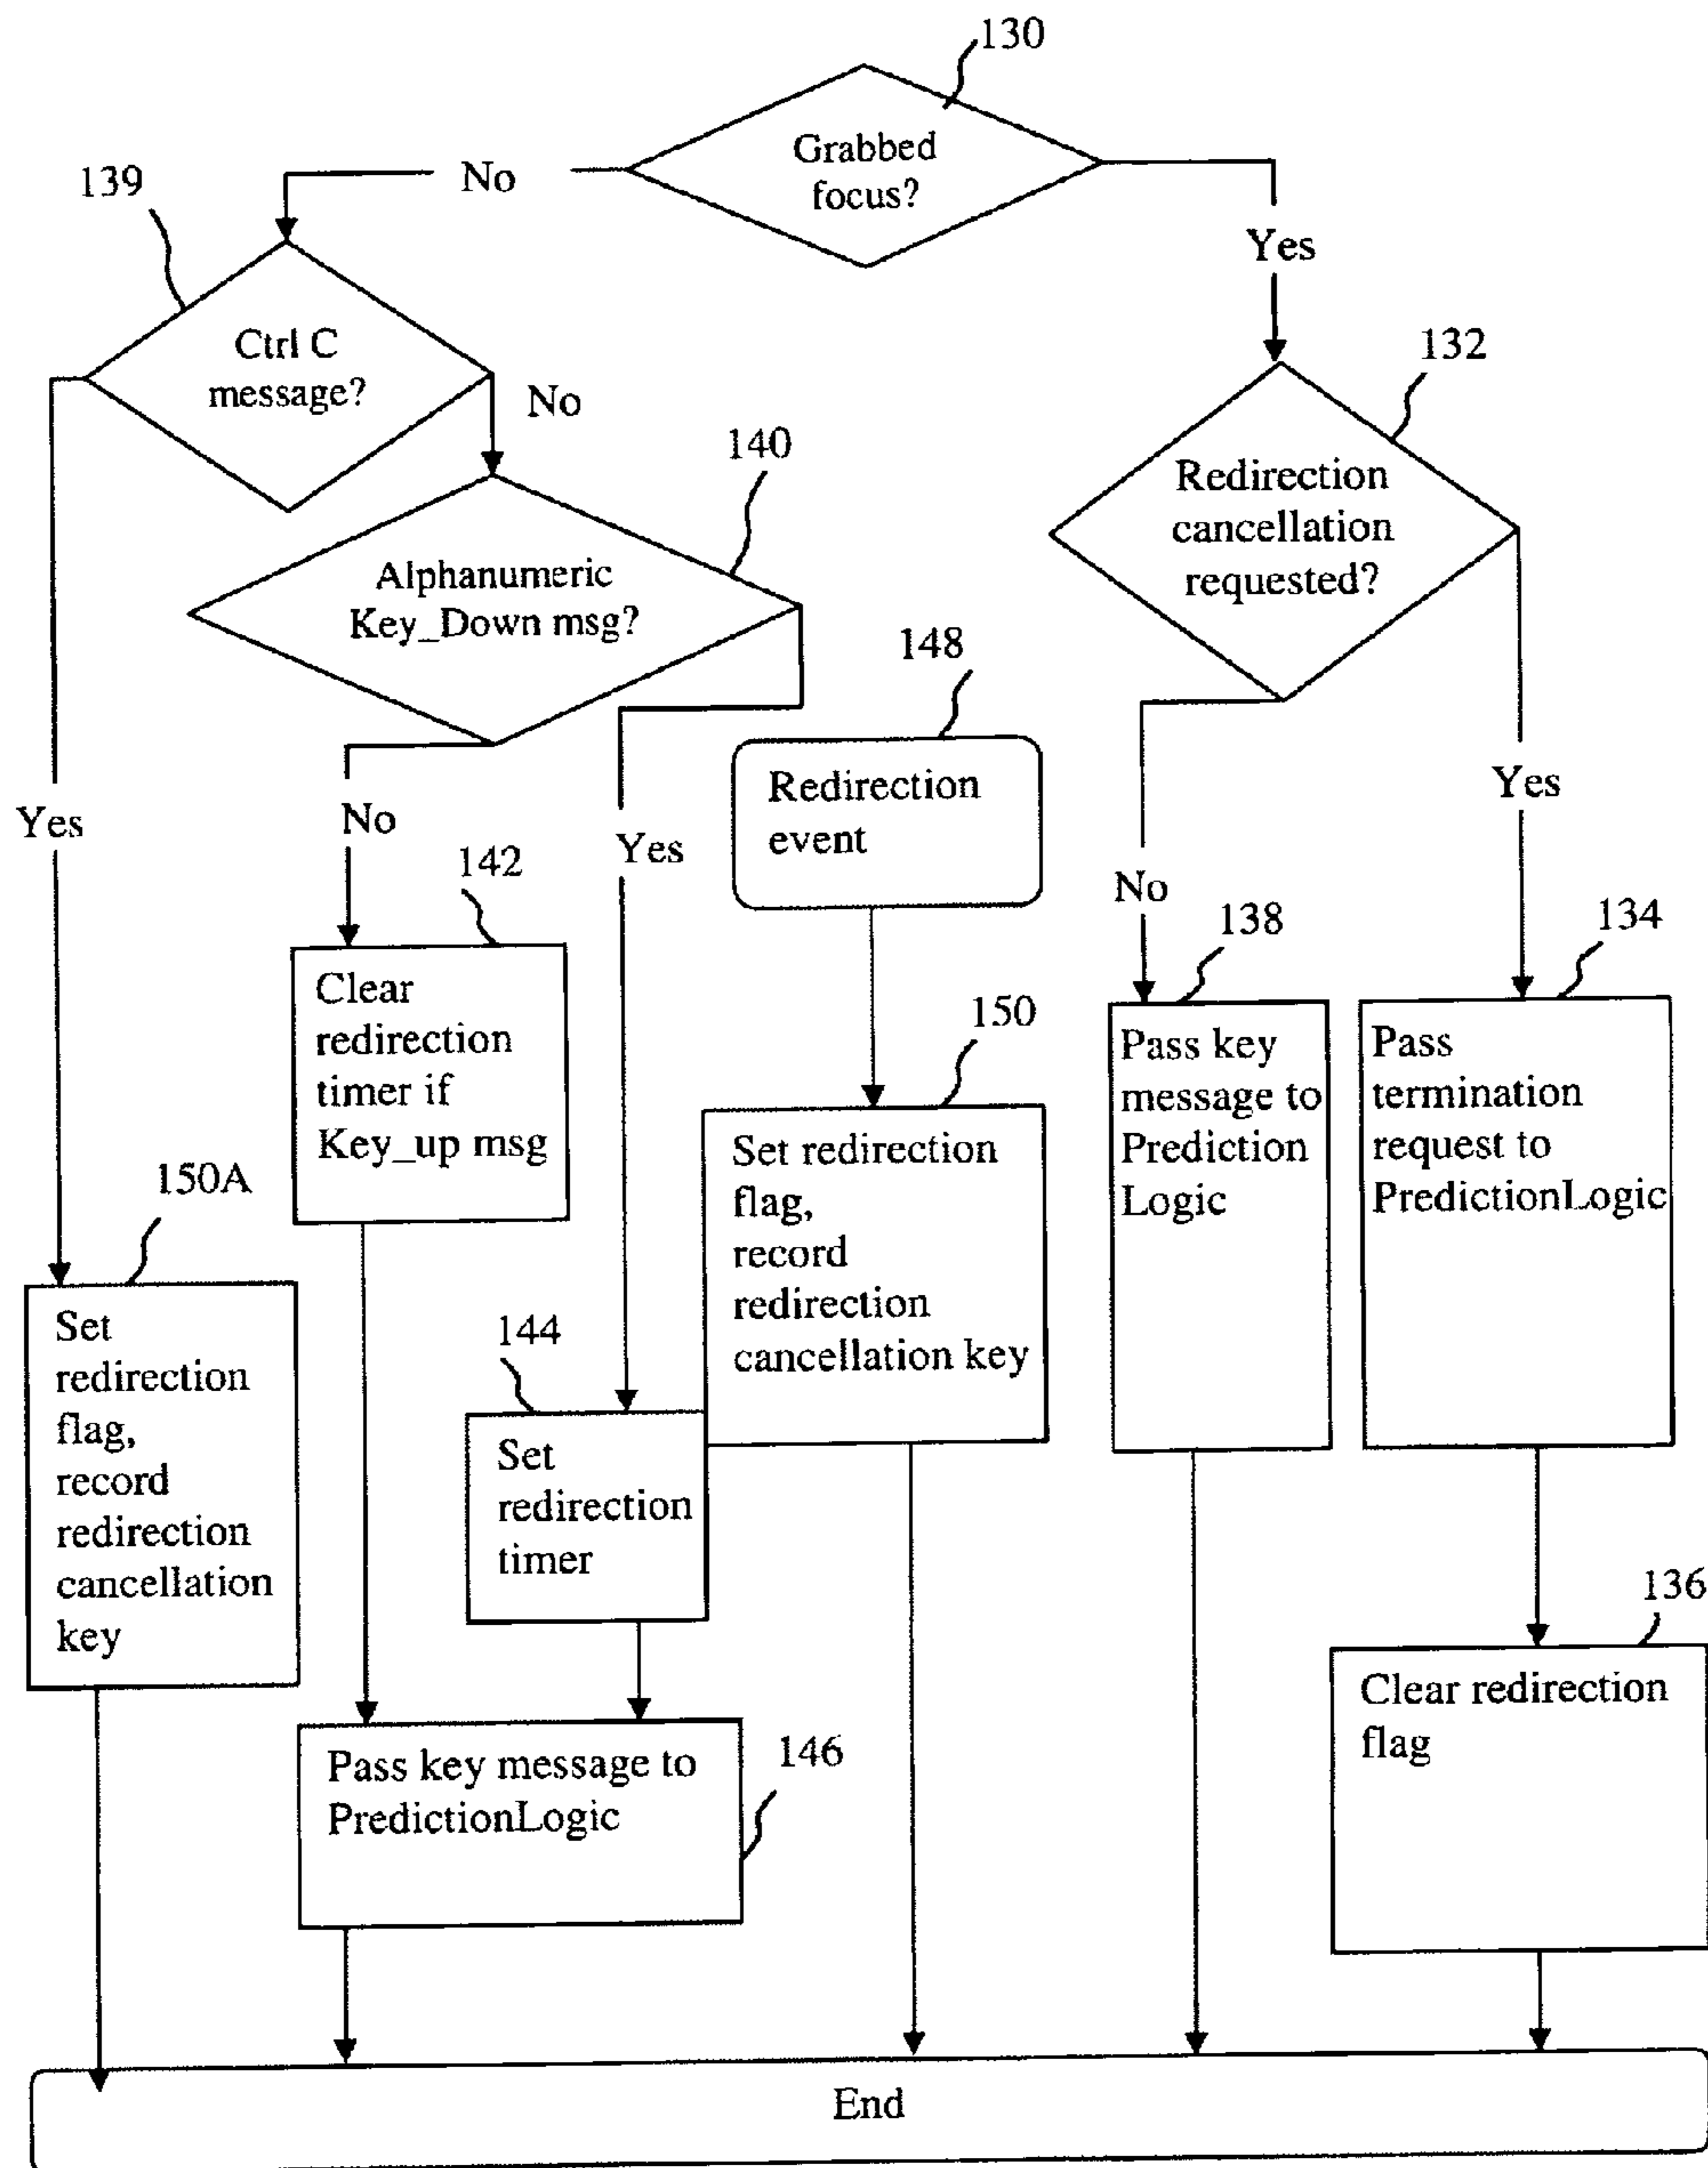 130
Grabbed
focus?
No
Yes
139
Ctrl C
message?
No
Yes
132
Redirection
cancellation
requested?
140
Alphanumeric
Key_Down msg?
No
Yes
148
Redirection
event
No
Yes
142
Clear
redirection
timer if
Key_up msg
138
Pass key
message to
Prediction
Logic
134
Pass
termination
request to
PredictionLogic
150
Set redirection
flag,
record
redirection
cancellation key
150A
Set
redirection
flag,
record
redirection
cancellation
key
144
Set
redirection
timer
136
Clear redirection
flag
146
Pass key message to
PredictionLogic
End